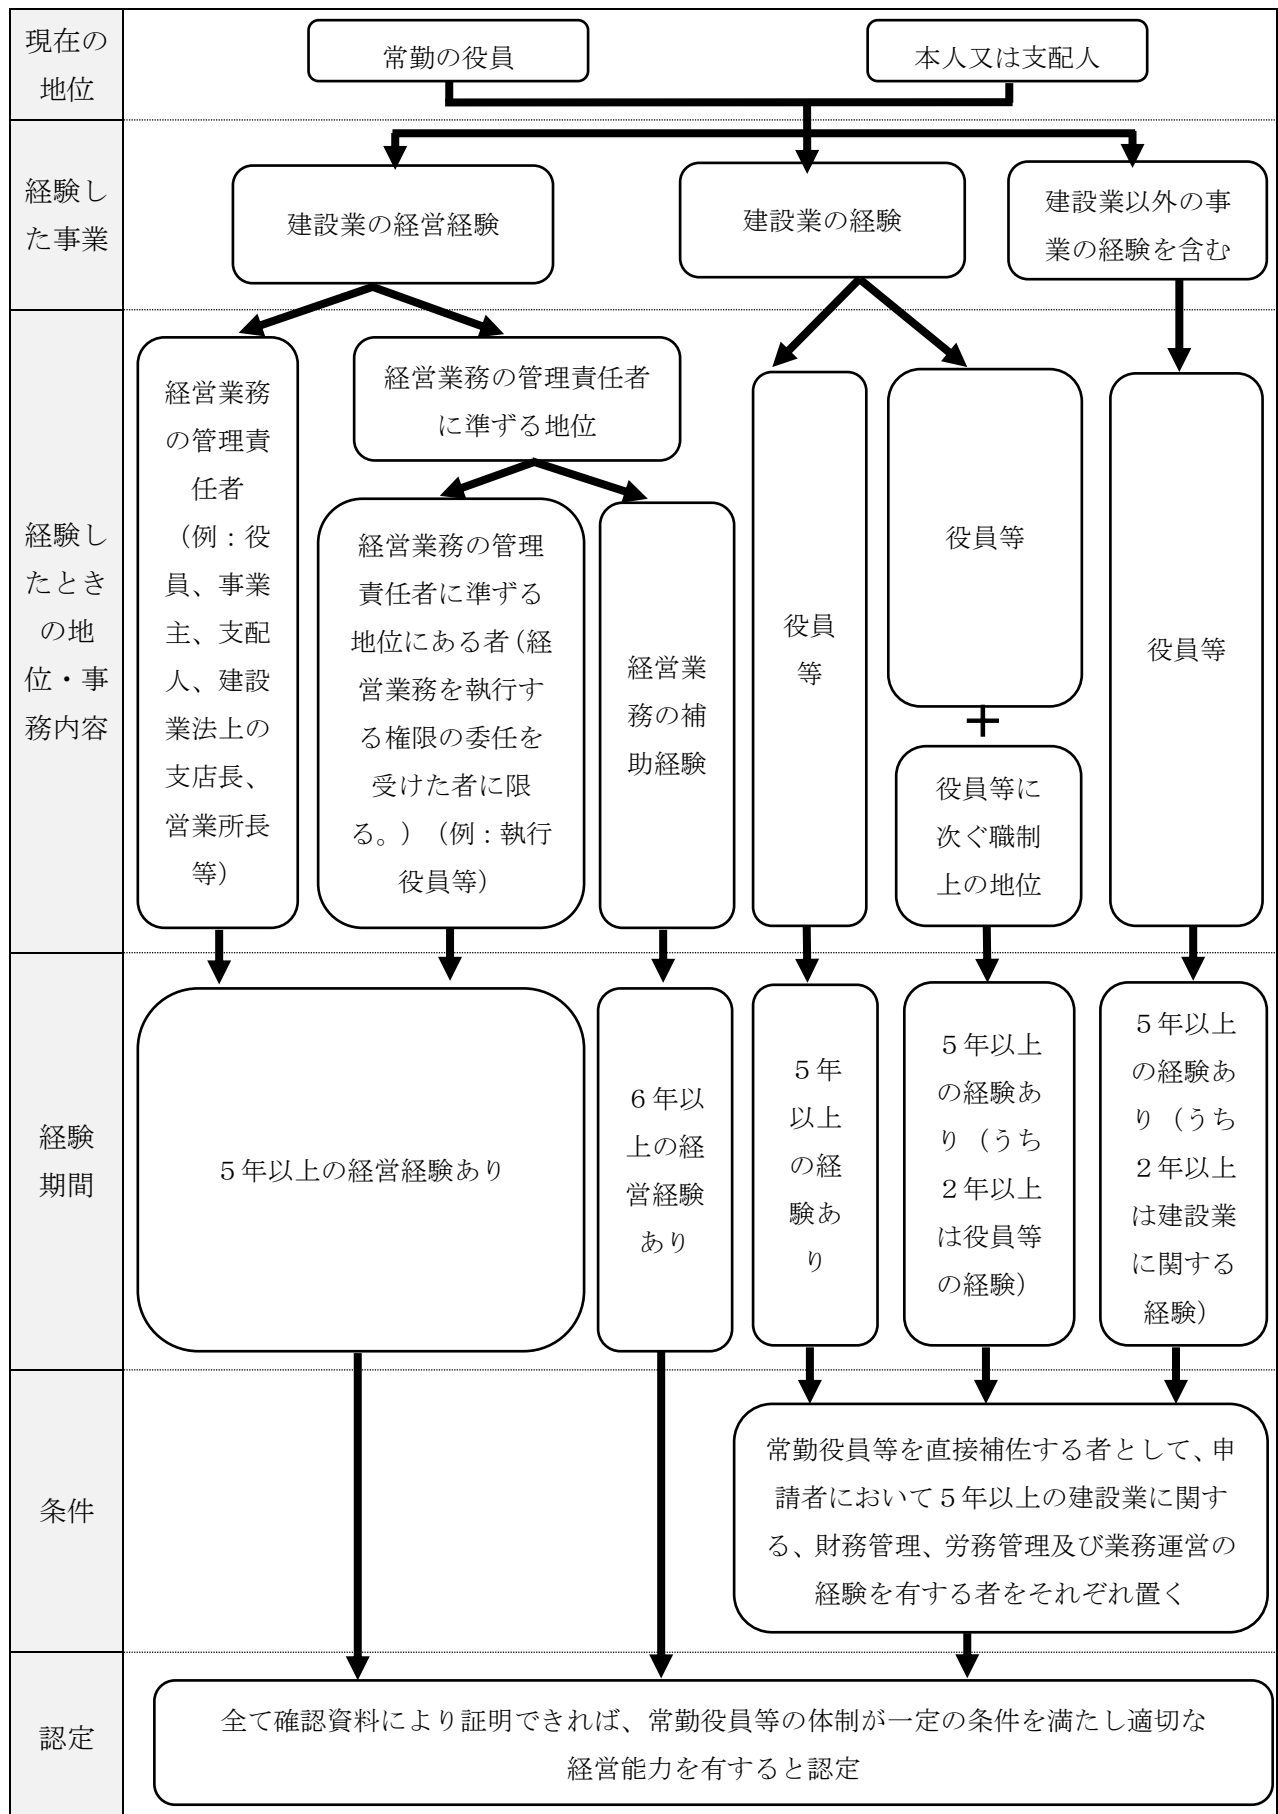 現在の
地位
常勤の役員
本人又は支配人
経験し
た事業
建設業の経営経験
建設業の経験
建設業以外の事
業の経験を含む
経験し
たとき
の地
位・事
務内容
経営業務
の管理責
任者
（例：役
員、事業
主、支配
人、建設
業法上の
支店長、
営業所長
等）
経営業務の管理責任者
に準ずる地位
経営業務の管理
責任者に準ずる
地位にある者（経
営業務を執行す
る権限の委任を
受けた者に限
る。）（例：執行
役員等）
経営業
務の補
助経験
役員
等
役員等
＋
役員等に
次ぐ職制
上の地位
役員等
経験
期間
５年以上の経営経験あり
６年以
上の経
営経験
あり
５年
以上
の経
験あ
り
５年以上
の経験あ
り（うち
２年以上
は役員等
の経験）
５年以上
の経験あ
り（うち
２年以上
は建設業
に関する
経験）
条件
常勤役員等を直接補佐する者として、申
請者において５年以上の建設業に関す
る、財務管理、労務管理及び業務運営の
経験を有する者をそれぞれ置く
認定
全て確認資料により証明できれば、常勤役員等の体制が一定の条件を満たし適切な
経営能力を有すると認定